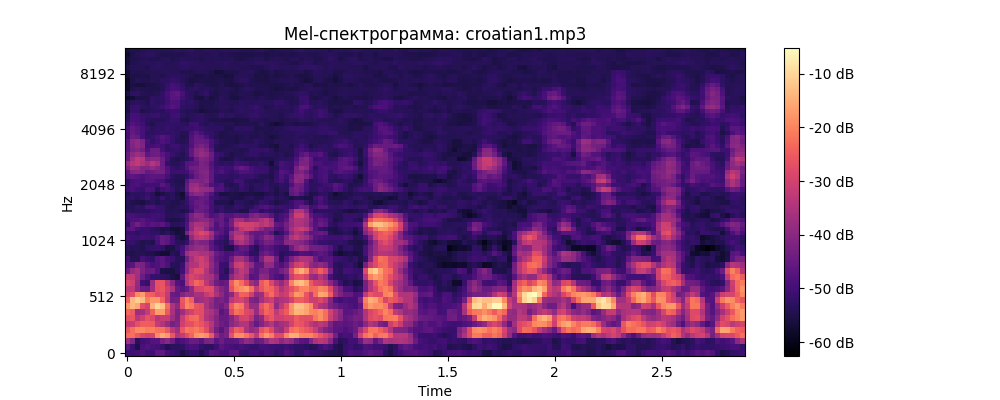 Mel-спектрограмма: croatian1.mp3
8192
4096
2048
1024
512
0
Hz
0 0.5 1 1.5 2 2.5
Time
-10 dB
-20 dB
-30 dB
-40 dB
-50 dB
-60 dB